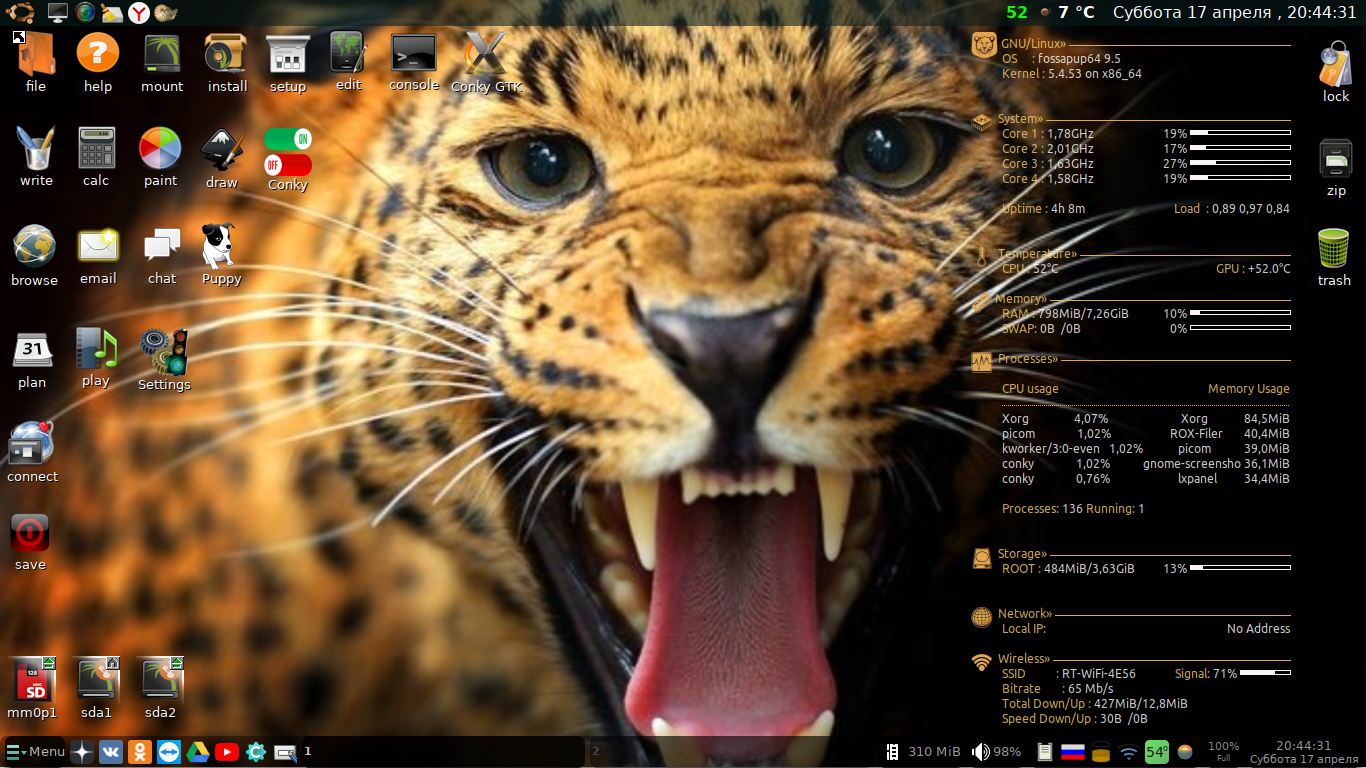 52 7 °C Суббота 17 апреля , 20:44:31
file help mount install setup edit console Conky GTK
write calc paint draw Conky
ON
OFF
browse email chat Puppy
31
plan play Settings
connect
save
128
SD
mm0p1 sda1 sda2
lock
zip
trash
GNU/Linux»
OS : fossapup64 9.5
Kernel : 5.4.53 on x86_64
System»
Core 1 : 1,78GHz 19%
Core 2 : 2,01GHz 17%
Core 3 : 1,63GHz 27%
Core 4 : 1,58GHz 19%
Uptime : 4h 8m Load : 0,89 0,97 0,84
Temperature»
CPU : 52°C GPU : +52.0°C
Memory»
RAM : 798MiB/7,26GiB 10%
SWAP: 0B /0B 0%
Processes»
CPU usage Memory Usage
Xorg 4,07% Xorg 84,5MiB
picom 1,02% ROX-Filer 40,4MiB
kworker/3:0-even 1,02% picom 39,0MiB
conky 1,02% gnome-screensho 36,1MiB
conky 0,76% lxpanel 34,4MiB
Processes: 136 Running: 1
Storage»
ROOT : 484MiB/3,63GiB 13%
Network»
Local IP: No Address
Wireless»
SSID : RT-WiFi-4E56 Signal: 71%
Bitrate : 65 Mb/s
Total Down/Up : 427MiB/12,8MiB
Speed Down/Up : 30B /0B
Menu 1 2 310 MiB 98% 54° 100% 20:44:31
Full Суббота 17 апреля